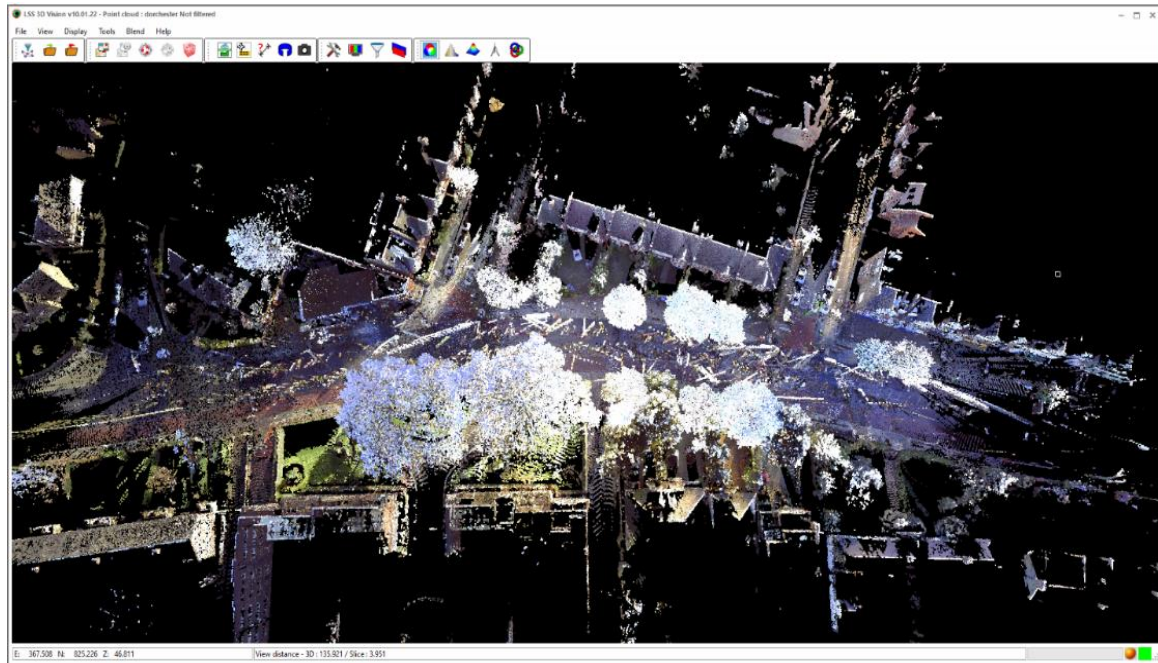 LSS 3D Vision v10.01.22 - Point cloud : dorchester Not filtered
File View Display Tools Blend Help
E: 367.508 N: 825.226 Z: 46.811 View distance - 3D : 135.921 / Slice : 3.951